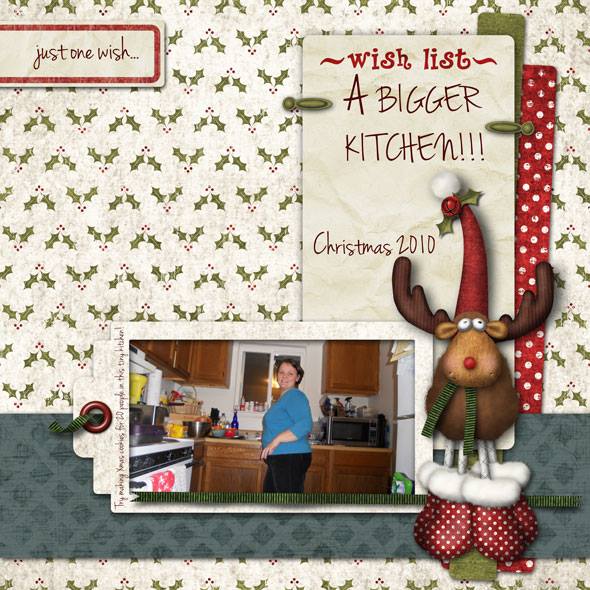 just one wish...
~wish list~
A BIGGER
KITCHEN!!!
Christmas 2010
Try making Xmas cookies for 20 people in this tiny kitchen!